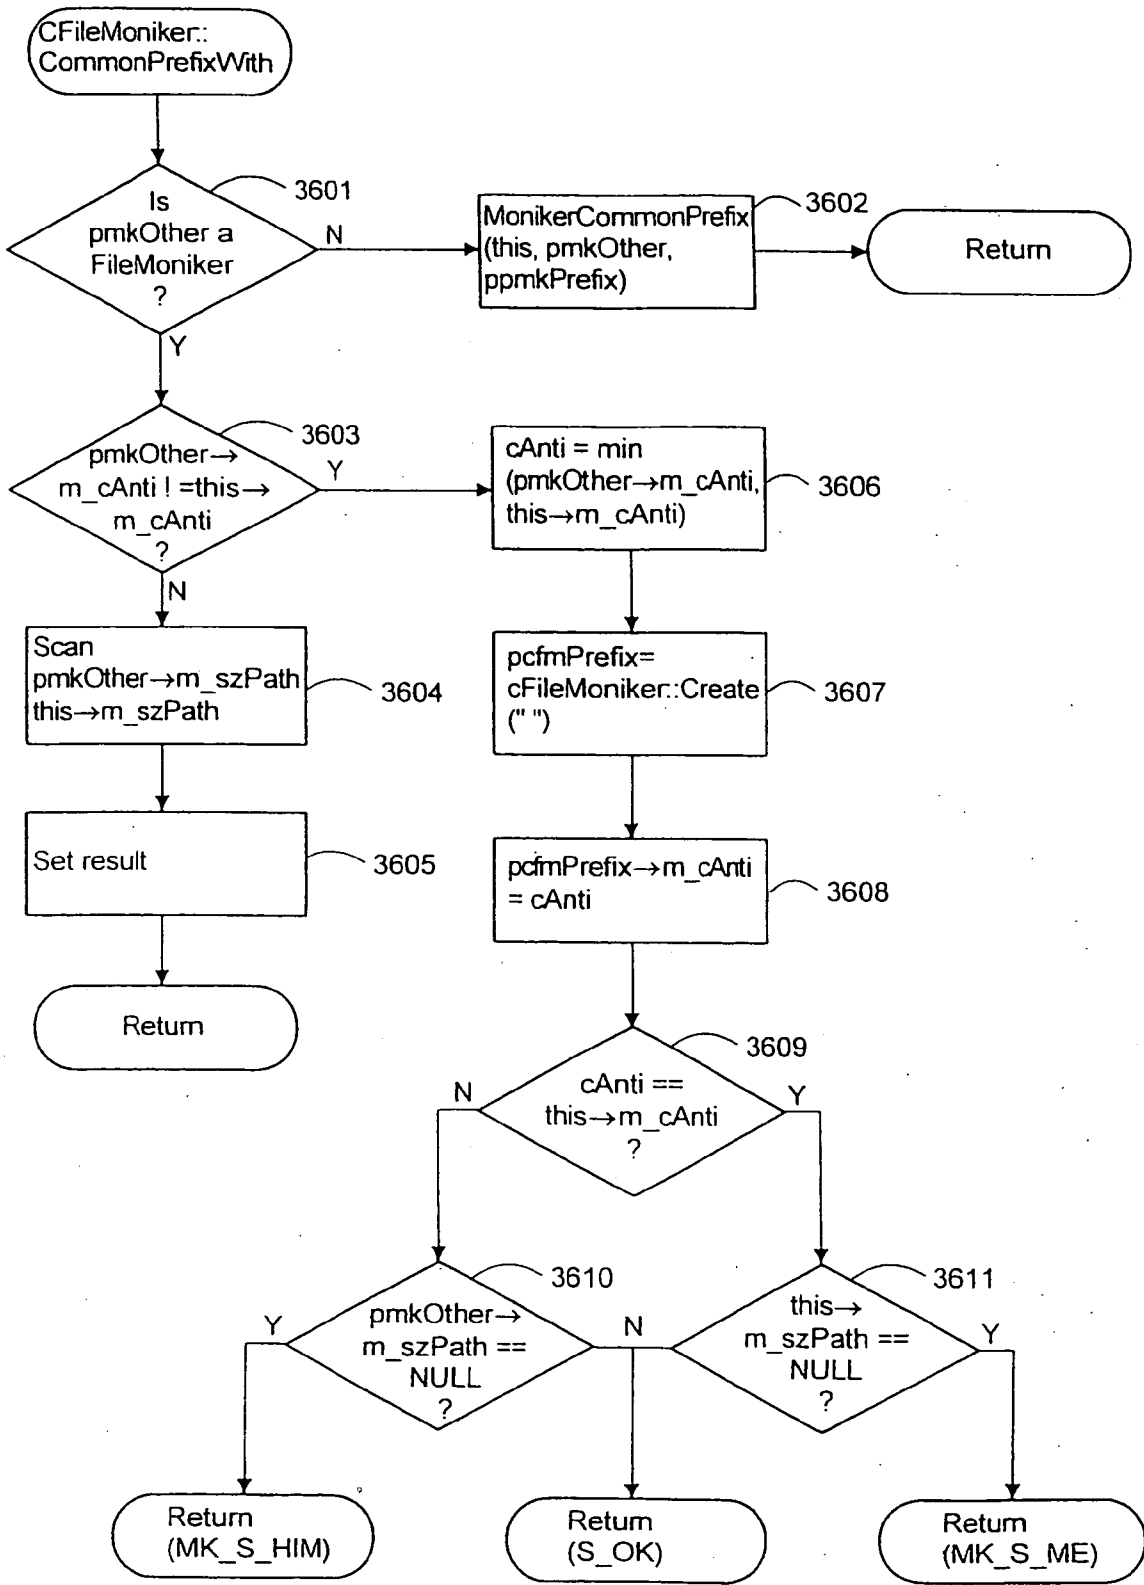 CFileMoniker::
CommonPrefixWith
3601
Is
pmkOther a
FileMoniker
?
N
Y
3602
MonikerCommonPrefix
(this, pmkOther,
ppmkPrefix)
Return
3603
pmkOther→
m_cAnti ! =this→
m_cAnti
?
Y
N
cAnti = min
(pmkOther→m_cAnti,
this→m_cAnti)
3606
Scan
pmkOther→m_szPath
this→m_szPath
3604
pcfmPrefix=
cFileMoniker::Create
(" ")
3607
Set result
3605
pcfmPrefix→m_cAnti
= cAnti
3608
Return
3609
cAnti ==
this→m_cAnti
?
N
Y
3610
pmkOther→
m_szPath ==
NULL
?
Y
N
3611
this→
m_szPath ==
NULL
?
Y
Return
(MK_S_HIM)
Return
(S_OK)
Return
(MK_S_ME)